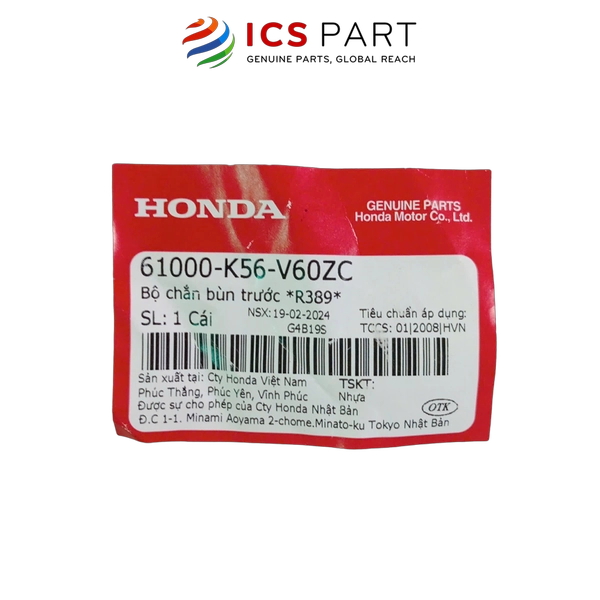 ICS PART
GENUINE PARTS, GLOBAL REACH
HONDA
GENUINE PARTS
Honda Motor Co., Ltd.
61000-K56-V60ZC
Bộ chắn bùn trước *R389*
SL: 1 Cái
NSX: 19-02-2024
G4B19S
Tiêu chuẩn áp dụng:
TCCS: 01|2008|HVN
Sản xuất tại: Cty Honda Việt Nam
Phúc Thắng, Phúc Yên, Vĩnh Phúc
Được sự cho phép của Cty Honda Nhật Bản
Đ.C 1-1. Minami Aoyama 2-chome.Minato-ku Tokyo Nhật Bản
TSKT:
Nhựa
OTK